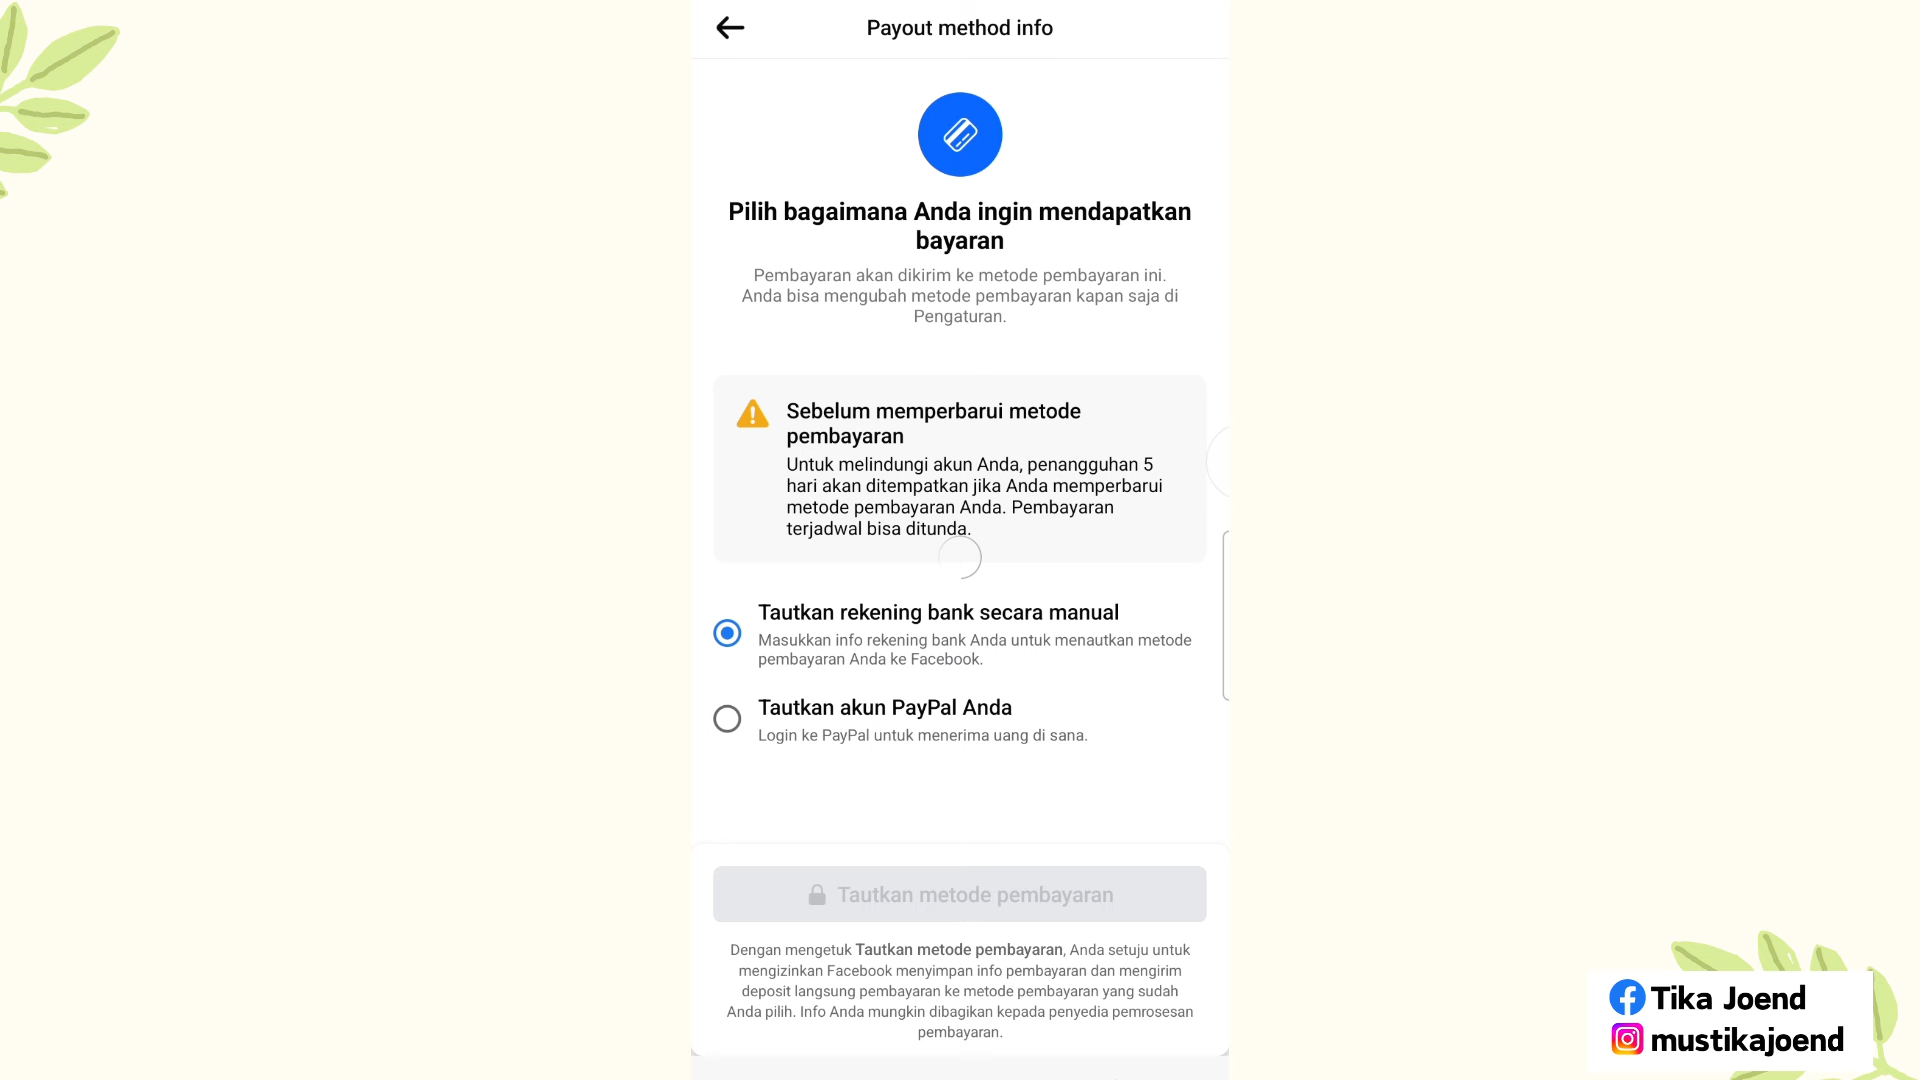 Payout method info
Pilih bagaimana Anda ingin mendapatkan
bayaran
Pembayaran akan dikirim ke metode pembayaran ini.
Anda bisa mengubah metode pembayaran kapan saja di
Pengaturan.
Sebelum memperbarui metode
pembayaran
Untuk melindungi akun Anda, penangguhan 5
hari akan ditempatkan jika Anda memperbarui
metode pembayaran Anda. Pembayaran
terjadwal bisa ditunda.
Tautkan rekening bank secara manual
Masukkan info rekening bank Anda untuk menautkan metode
pembayaran Anda ke Facebook.
Tautkan akun PayPal Anda
Login ke PayPal untuk menerima uang di sana.
Tautkan metode pembayaran
Dengan mengetuk Tautkan metode pembayaran, Anda setuju untuk
mengizinkan Facebook menyimpan info pembayaran dan mengirim
deposit langsung pembayaran ke metode pembayaran yang sudah
Anda pilih. Info Anda mungkin dibagikan kepada penyedia pemrosesan
pembayaran.
Tika Joend
mustikajoend